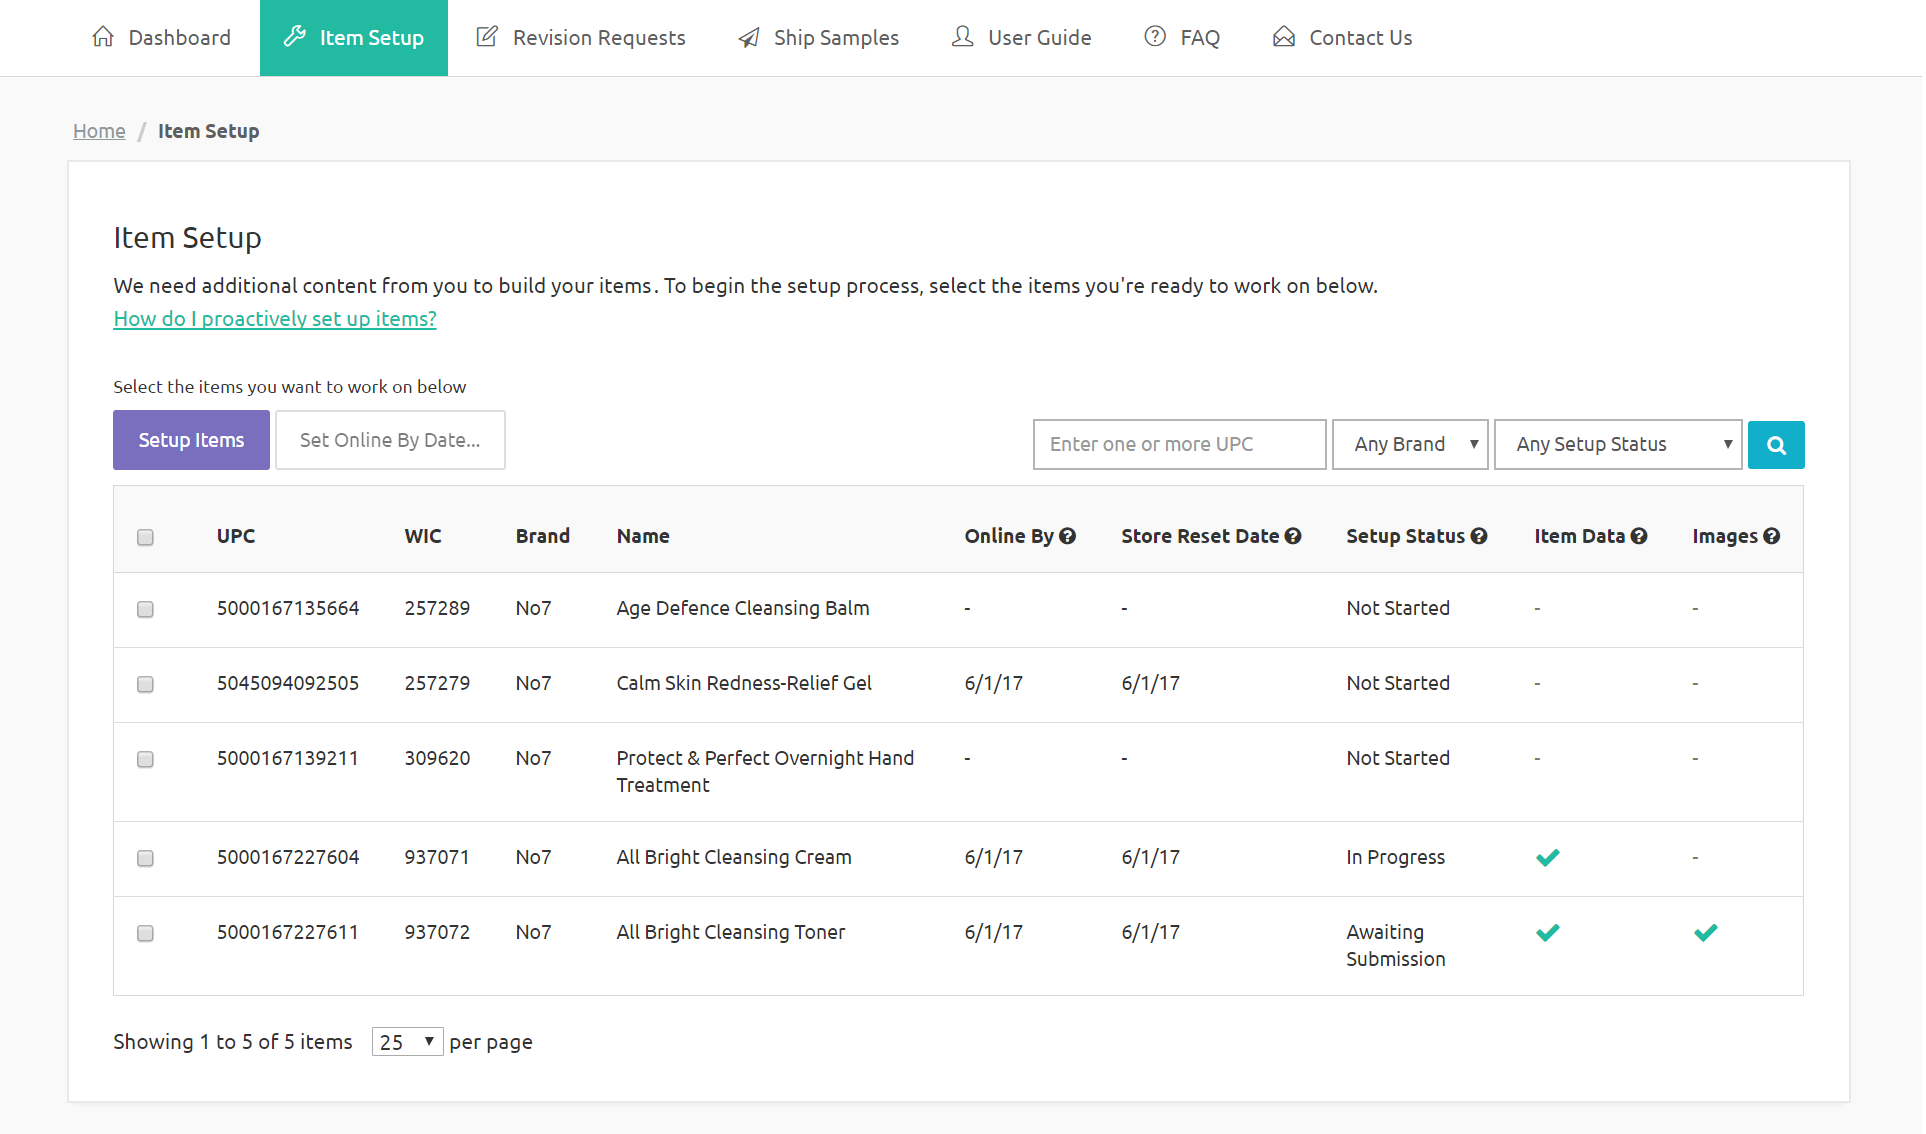 Dashboard
Item Setup
Revision Requests
Ship Samples
User Guide
FAQ
Contact Us
Home / Item Setup
Item Setup
We need additional content from you to build your items. To begin the setup process, select the items you're ready to work on below.
How do I proactively set up items?
Select the items you want to work on below
Setup Items
Set Online By Date...
Enter one or more UPC
Any Brand
Any Setup Status
UPC WIC Brand Name Online By Store Reset Date Setup Status Item Data Images
5000167135664 257289 No7 Age Defence Cleansing Balm - - Not Started - -
5045094092505 257279 No7 Calm Skin Redness-Relief Gel 6/1/17 6/1/17 Not Started - -
5000167139211 309620 No7 Protect & Perfect Overnight Hand - - Not Started - -
Treatment
5000167227604 937071 No7 All Bright Cleansing Cream 6/1/17 6/1/17 In Progress -
5000167227611 937072 No7 All Bright Cleansing Toner 6/1/17 6/1/17 Awaiting
Submission
Showing 1 to 5 of 5 items 25 per page